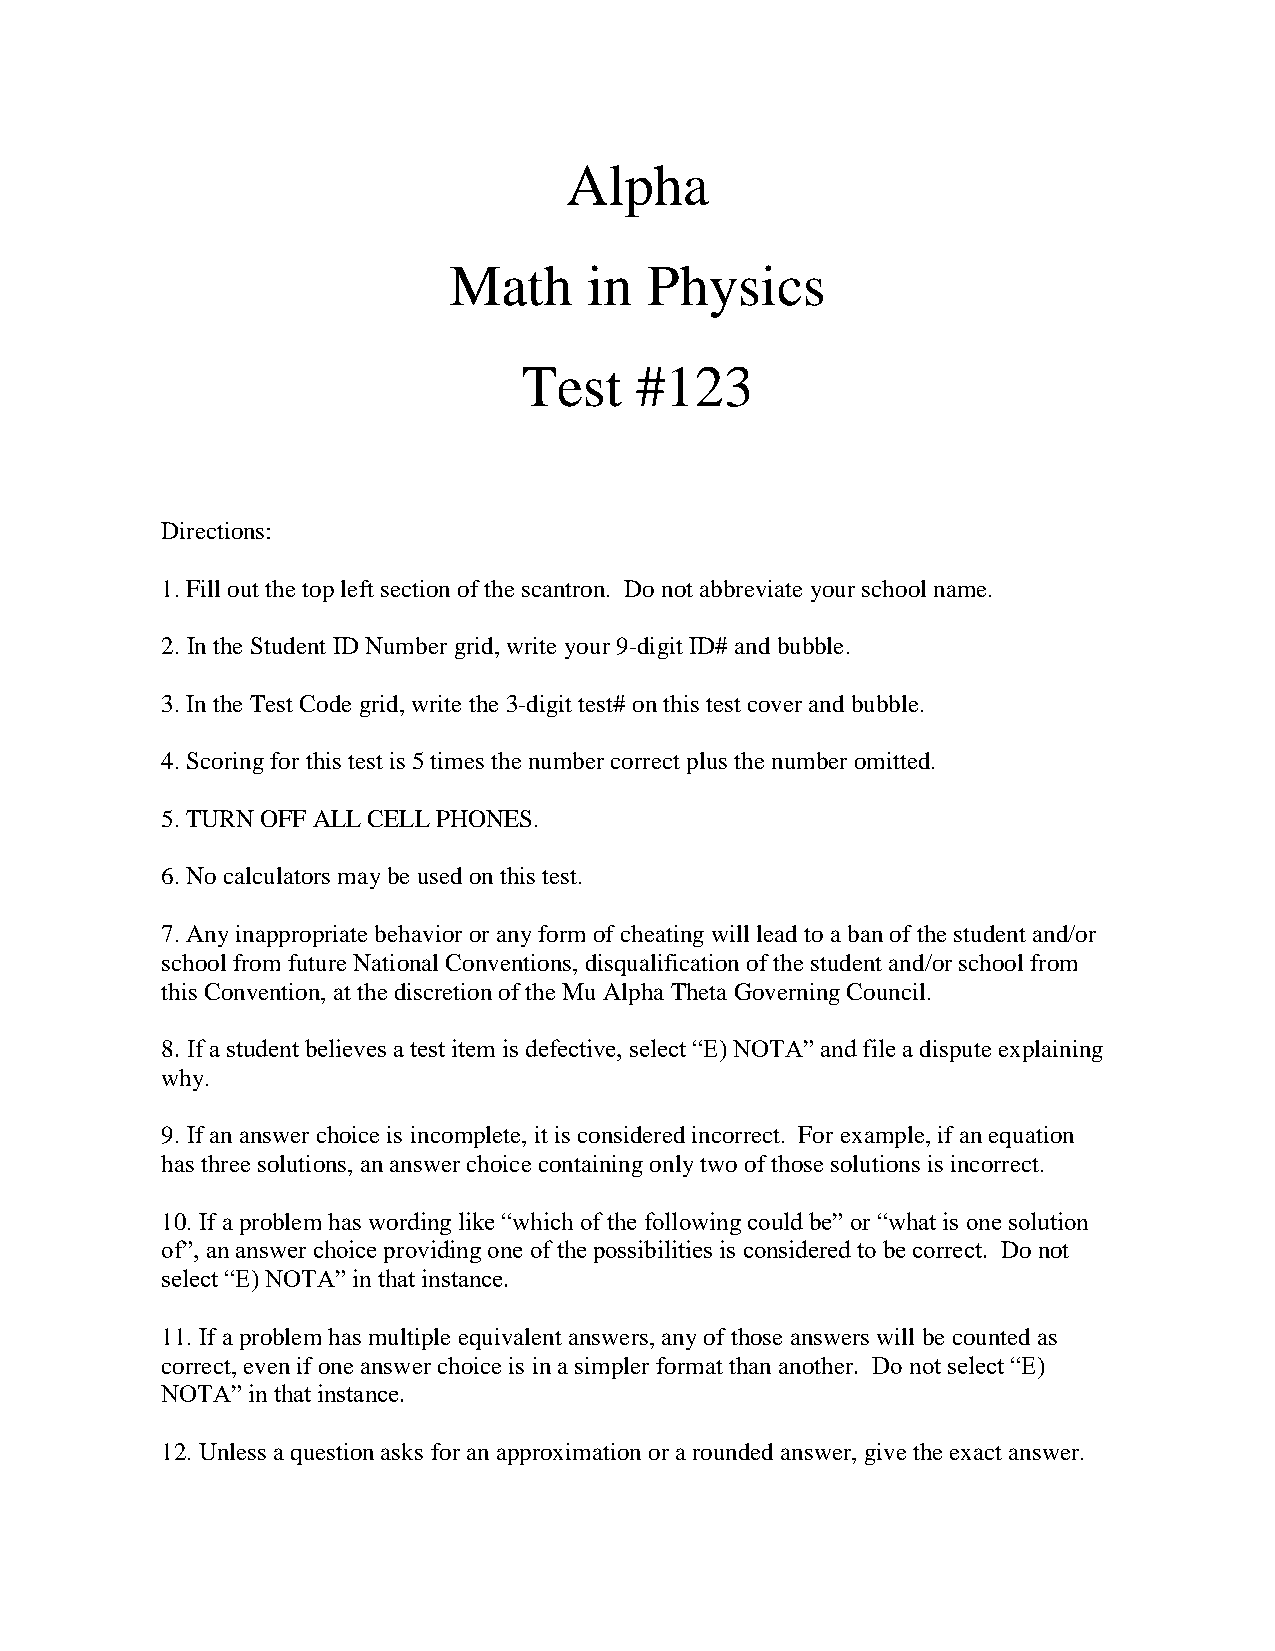 Alpha
Math in Physics
Test #123
Directions:
1. Fill out the top left section of the scantron.  Do not abbreviate your school name.
2. In the Student ID Number grid, write your 9-digit ID# and bubble.
3. In the Test Code grid, write the 3-digit test# on this test cover and bubble.
4. Scoring for this test is 5 times the number correct plus the number omitted.
5. TURN OFF ALL CELL PHONES.
6. No calculators may be used on this test.
7. Any inappropriate behavior or any form of cheating will lead to a ban of the student and/or
school from future National Conventions, disqualification of the student and/or school from
this Convention, at the discretion of the Mu Alpha Theta Governing Council.
8. If a student believes a test item is defective, select “E) NOTA” and file a dispute explaining
why.
9. If an answer choice is incomplete, it is considered incorrect.  For example, if an equation
has three solutions, an answer choice containing only two of those solutions is incorrect.
10. If a problem has wording like “which of the following could be” or “what is one solution
of”, an answer choice providing one of the possibilities is considered to be correct.  Do not
select “E) NOTA” in that instance.
11. If a problem has multiple equivalent answers, any of those answers will be counted as
correct, even if one answer choice is in a simpler format than another.  Do not select “E)
NOTA” in that instance.
12. Unless a question asks for an approximation or a rounded answer, give the exact answer.